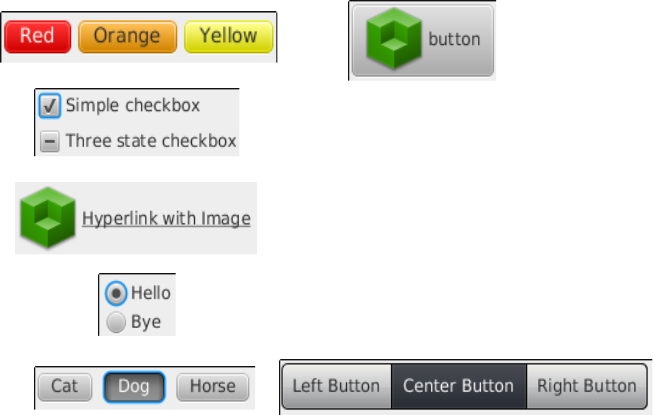 Red Orange Yellow
button
Simple checkbox
Three state checkbox
Hyperlink with Image
Hello
Bye
Cat Dog Horse
Left Button Center Button Right Button